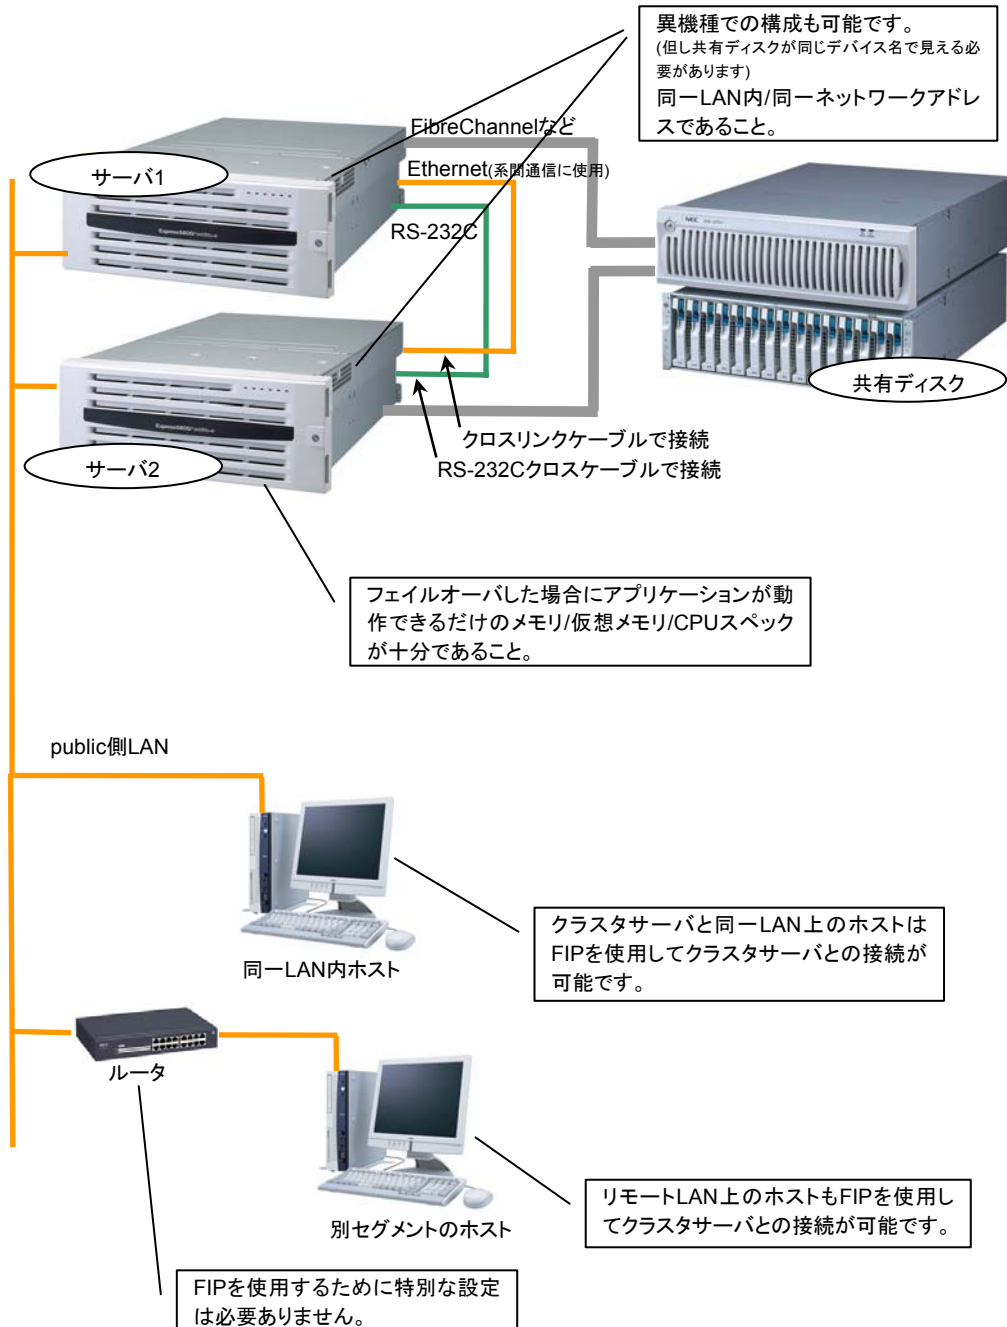 異機種での構成も可能です。
(但し共有ディスクが同じデバイス名で見える必
要があります)
同一LAN内/同一ネットワークアドレ
スであること。
FibreChannelなど
Ethernet(系間通信に使用)
サーバ1
RS-232C
NEC
共有ディスク
クロスリンクケーブルで接続
RS-232Cクロスケーブルで接続
サーバ2
フェイルオーバした場合にアプリケーションが動
作できるだけのメモリ/仮想メモリ/CPUスペック
が十分であること。
public側LAN
クラスタサーバと同一LAN上のホストは
FIPを使用してクラスタサーバとの接続が
可能です。
同一LAN内ホスト
ルータ
リモートLAN上のホストもFIPを使用し
てクラスタサーバとの接続が可能です。
別セグメントのホスト
FIPを使用するために特別な設定
は必要ありません。